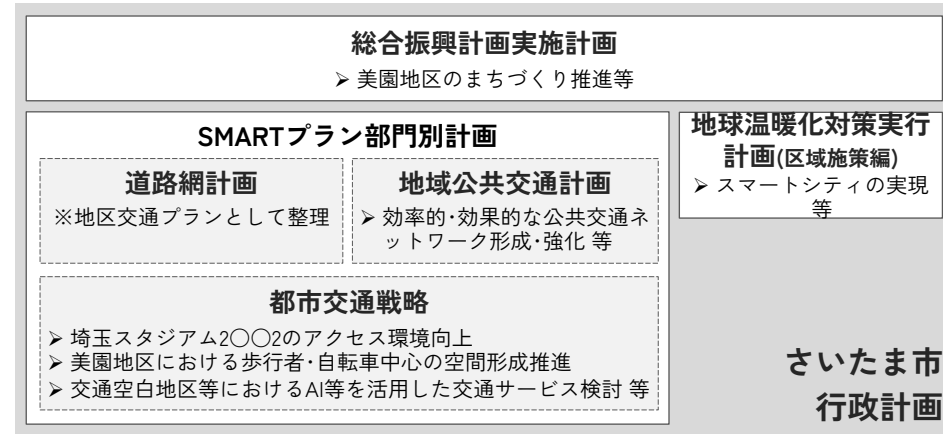 総合振興計画実施計画
➢ 美園地区のまちづくり推進等
SMARTプラン部門別計画
道路網計画
※地区交通プランとして整理
地域公共交通計画
➢ 効率的･効果的な公共交通ネ
ットワーク形成･強化 等
都市交通戦略
➢ 埼玉スタジアム2〇〇2のアクセス環境向上
➢ 美園地区における歩行者･自転車中心の空間形成推進
➢ 交通空白地区等におけるAI等を活用した交通サービス検討 等
地球温暖化対策実行
計画(区域施策編)
➢ スマートシティの実現
等
さいたま市
行政計画